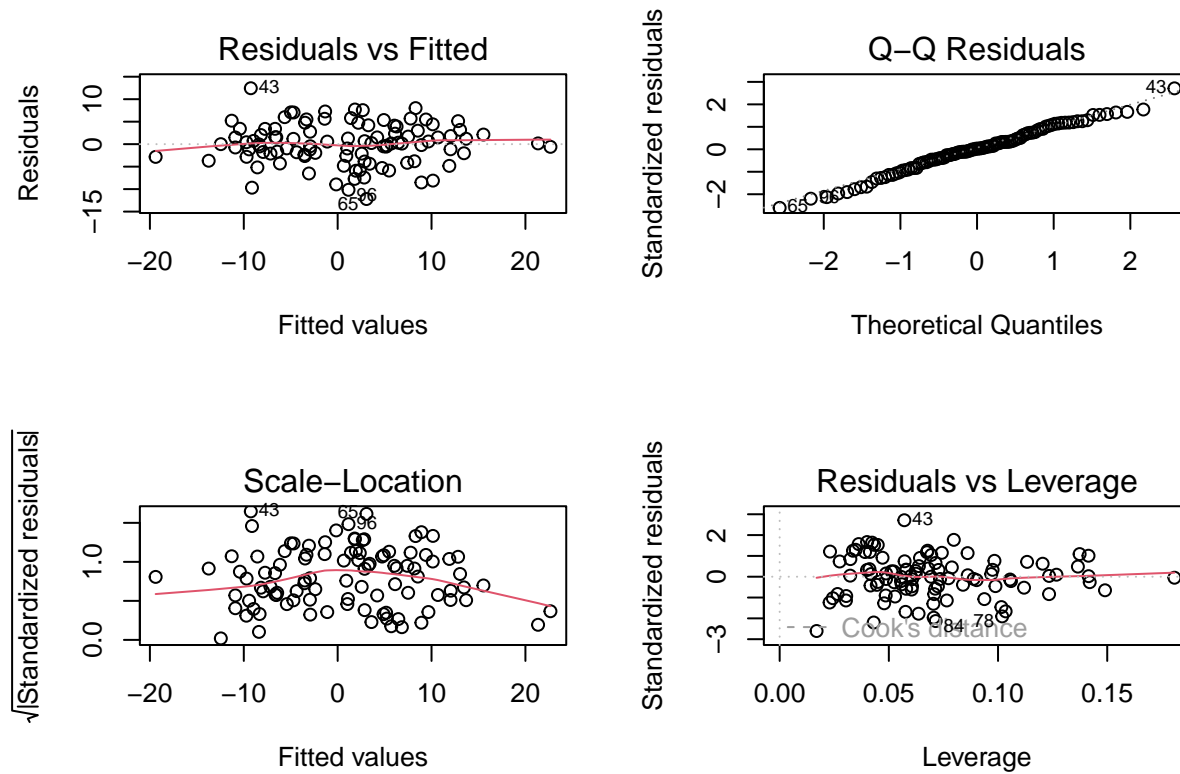 Residuals vs Fitted
Residuals
10
0
−15
43
96
65
−20 −10 0 10 20
Fitted values
Q−Q Residuals
Standardized residuals
2
0
−2
43
96
65
−2 −1 0 1 2
Theoretical Quantiles
Scale−Location
√|Standardized residuals|
1.0
0.0
43
65
96
−20 −10 0 10 20
Fitted values
Residuals vs Leverage
Standardized residuals
2
0
−3
43
84
78
Cook's distance
0.00 0.05 0.10 0.15
Leverage